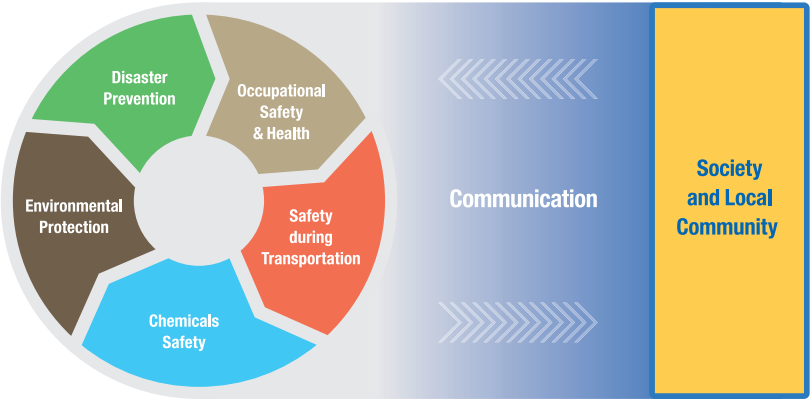 Disaster
Prevention
Occupational
Safety
& Health
Environmental
Protection
Safety
during
Transportation
Chemicals
Safety
Communication
Society
and Local
Community